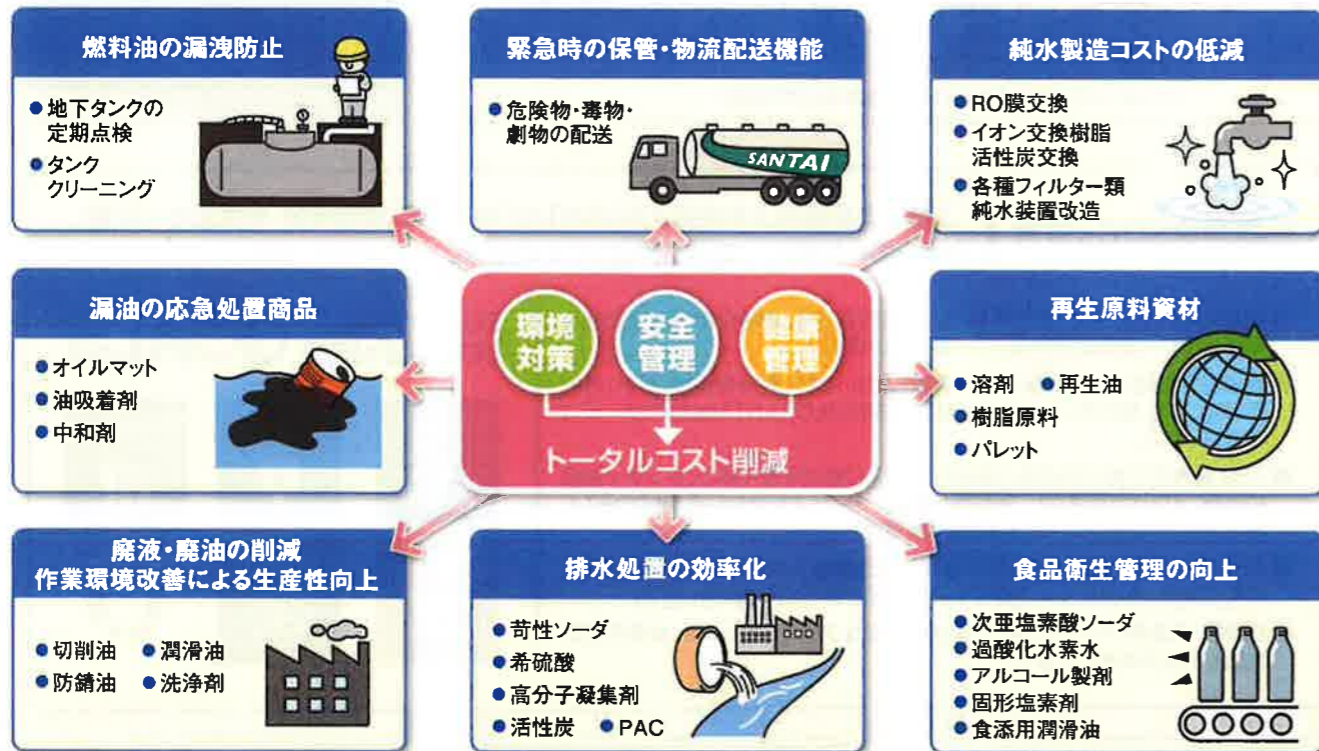 燃料油の漏洩防止
● 地下タンクの
定期点検
● タンク
クリーニング
緊急時の保管・物流配送機能
● 危険物・毒物・
劇物の配送
SANTAI
純水製造コストの低減
● RO膜交換
● イオン交換樹脂
活性炭交換
● 各種フィルター類
純水装置改造
漏油の応急処置商品
● オイルマット
● 油吸着剤
● 中和剤
環境
対策
安全
管理
健康
管理
トータルコスト削減
再生原料資材
● 溶剤 ● 再生油
● 樹脂原料
● パレット
廃液・廃油の削減
作業環境改善による生産性向上
● 切削油 ● 潤滑油
● 防錆油 ● 洗浄剤
排水処置の効率化
● 苛性ソーダ
● 希硫酸
● 高分子凝集剤
● 活性炭 ● PAC
食品衛生管理の向上
● 次亜塩素酸ソーダ
● 過酸化水素水
● アルコール製剤
● 固形塩素剤
● 食添用潤滑油